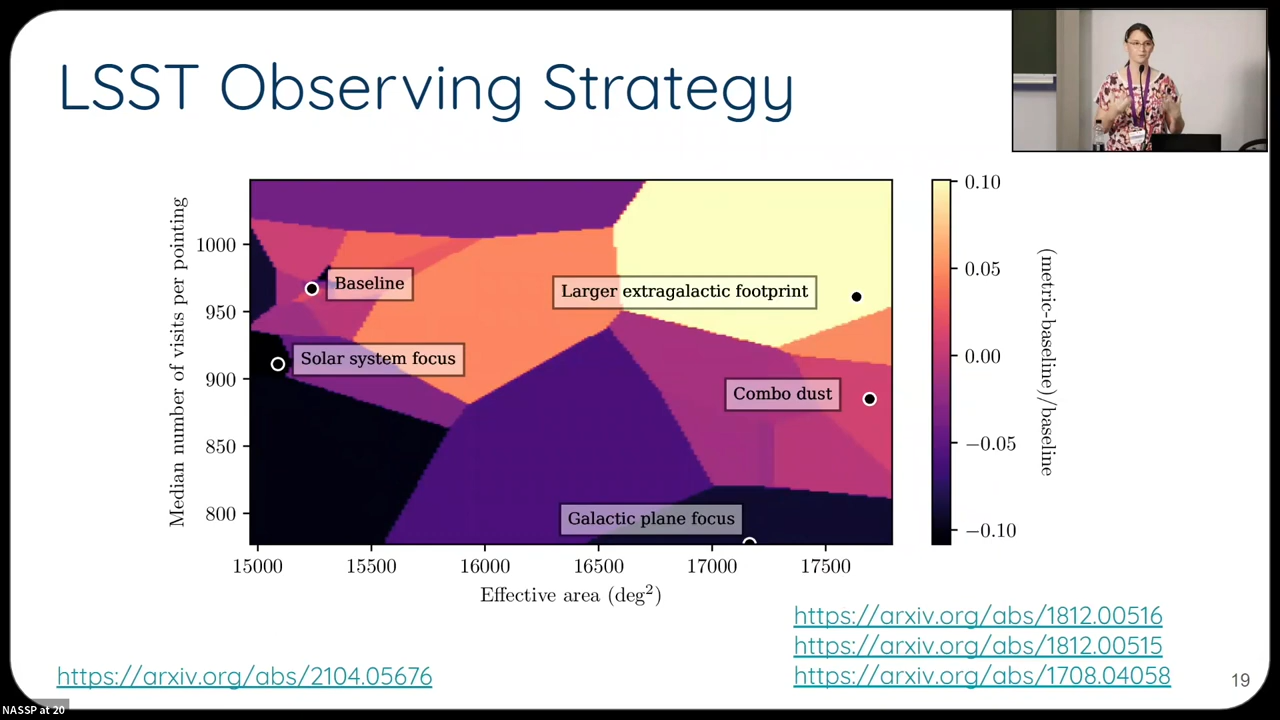 LSST Observing Strategy
Median number of visits per pointing
1000
950
900
850
800
Baseline
Larger extragalactic footprint
Solar system focus
Combo dust
Galactic plane focus
15000 15500 16000 16500 17000 17500
Effective area (deg²)
0.10
0.05
0.00
−0.05
−0.10
(metric-baseline)/baseline
https://arxiv.org/abs/1812.00516
https://arxiv.org/abs/1812.00515
https://arxiv.org/abs/2104.05676
https://arxiv.org/abs/1708.04058
19
NASSP at 20